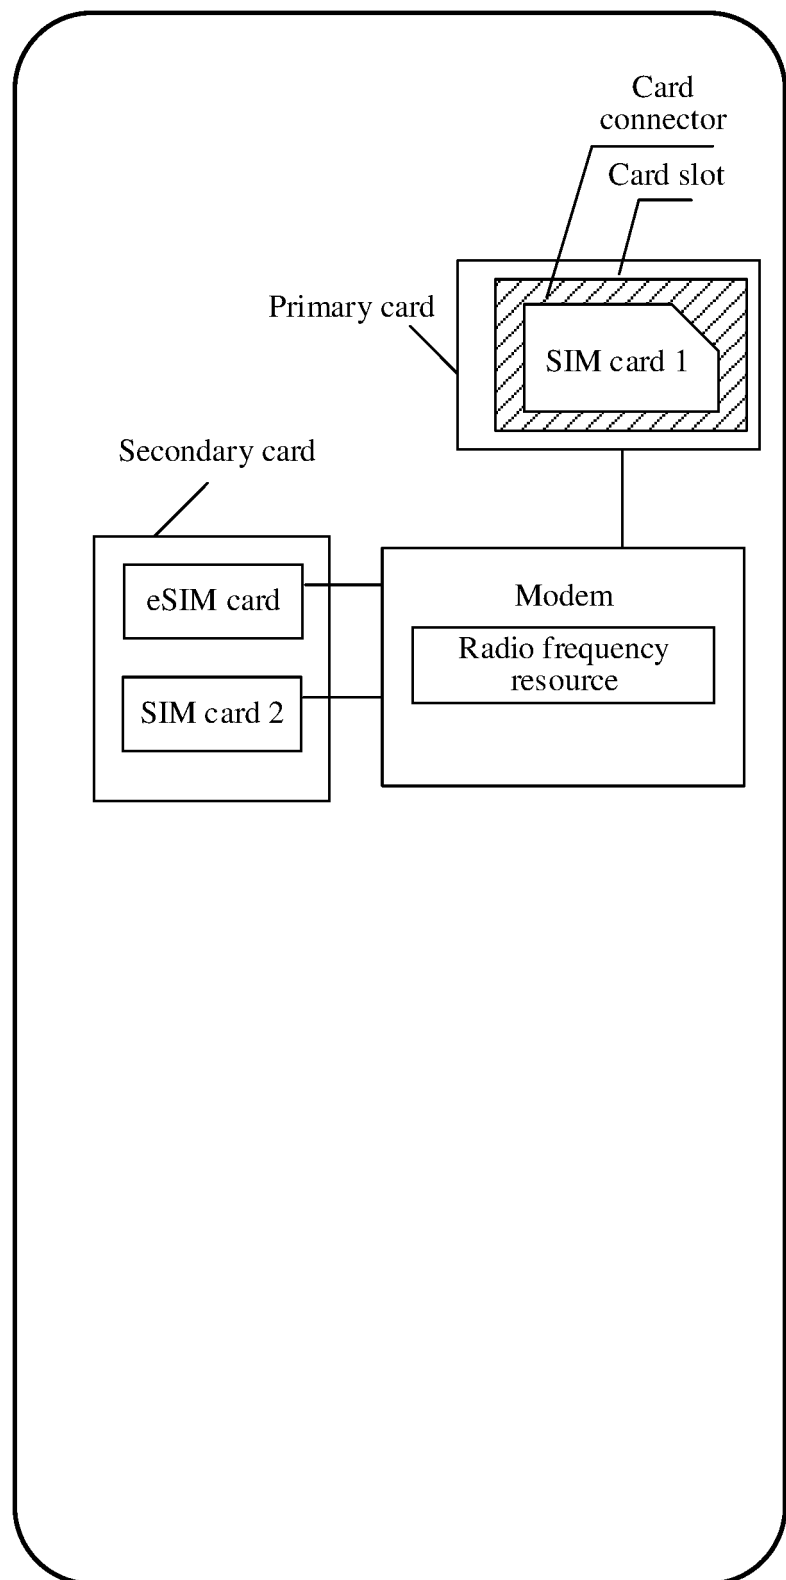 Card
connector
Card slot
Primary card
SIM card 1
Secondary card
eSIM card
Modem
Radio frequency
resource
SIM card 2